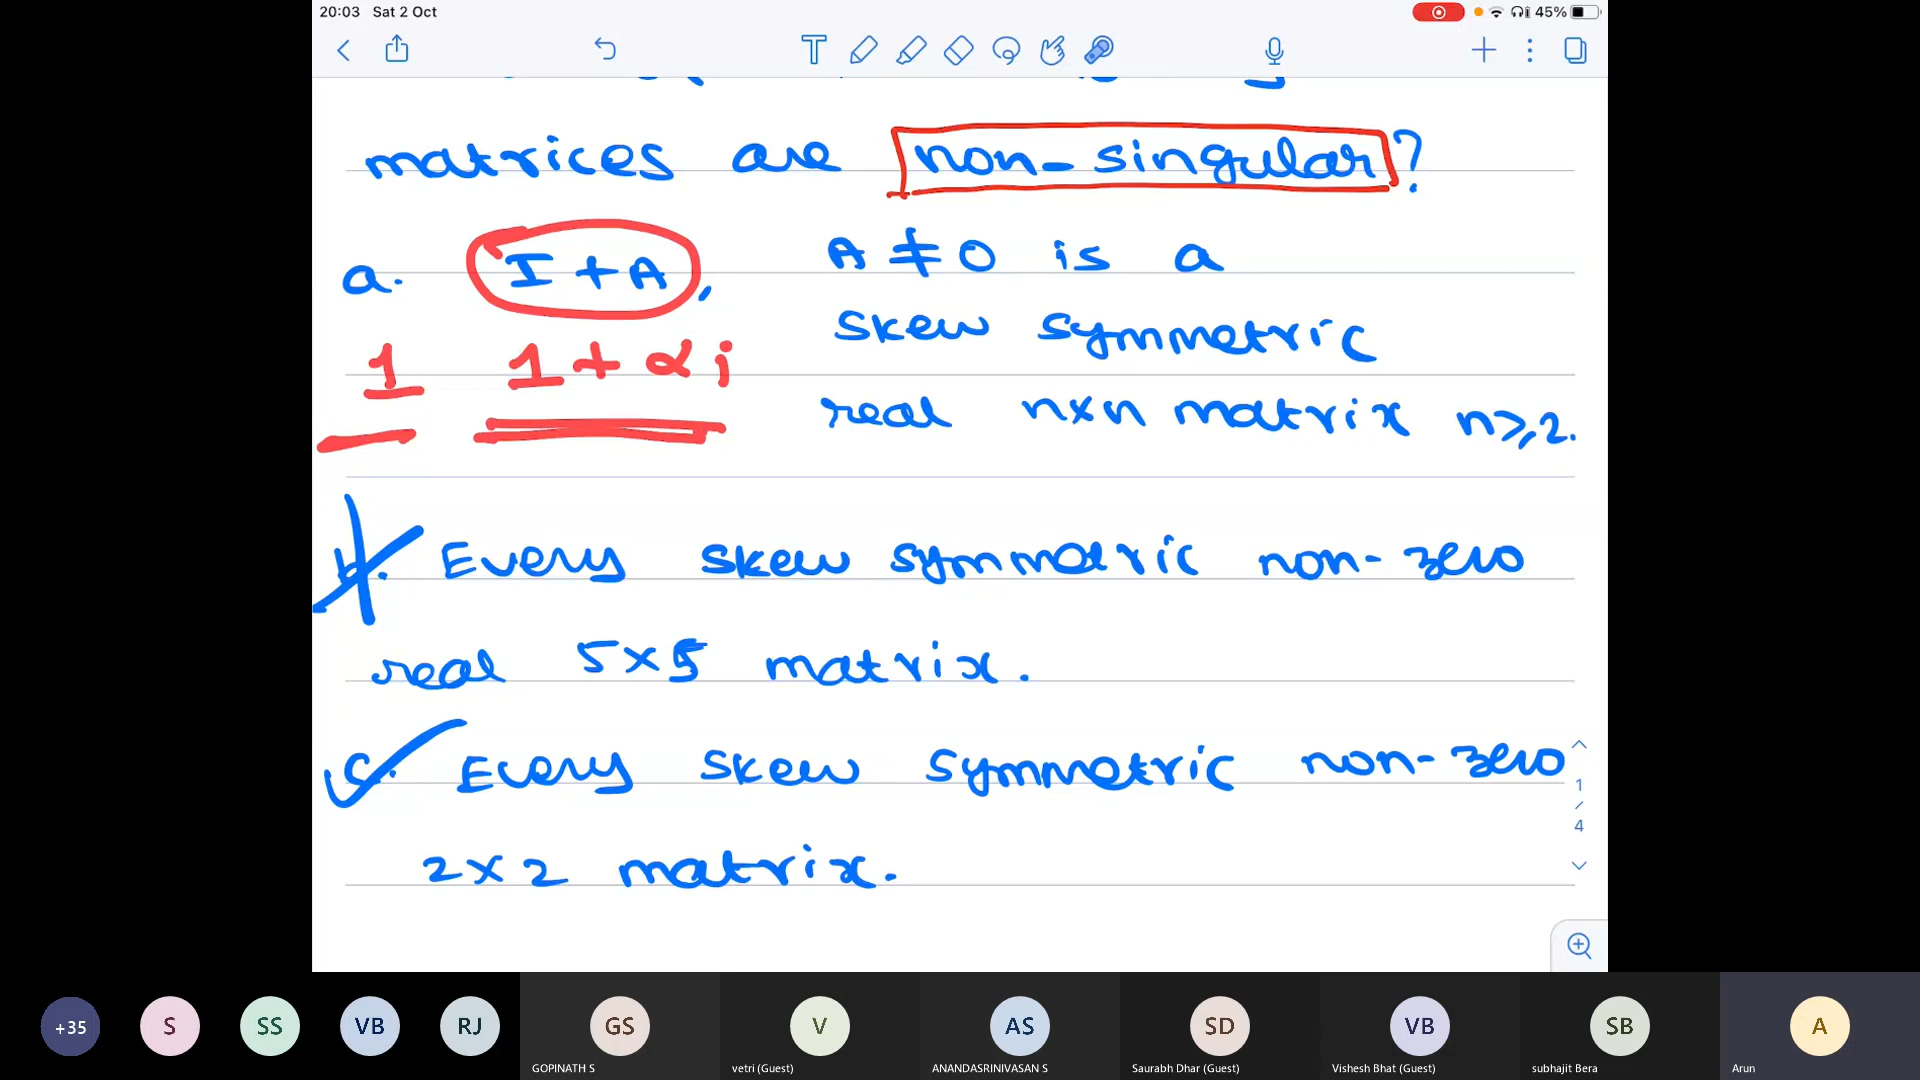 20:03 Sat 2 Oct
45%
matrices are non-singular?
a. I + A, A ≠ 0 is a
skew symmetric
1 1 + αi
real n×n matrix n≥2.
b. Every skew symmetric non-zero
real 5×5 matrix.
c. Every skew symmetric non-zero
2×2 matrix.
1
/
4
+35 S SS VB RJ GS V AS SD VB SB A
GOPINATH S vetri (Guest) ANANDASRINIVASAN S Saurabh Dhar (Guest) Vishesh Bhat (Guest) subhajit Bera Arun